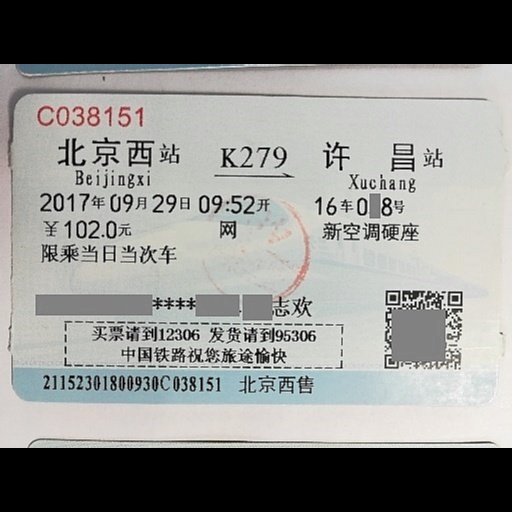 C038151
北京西站 K279 许昌站
Beijingxi Xuchang
2017年09月29日09:52开 16车0 8号
￥102.0元 网 新空调硬座
限乘当日当次车
**** 志欢
买票请到12306 发货请到95306
中国铁路祝您旅途愉快
21152301800930C038151 北京西售